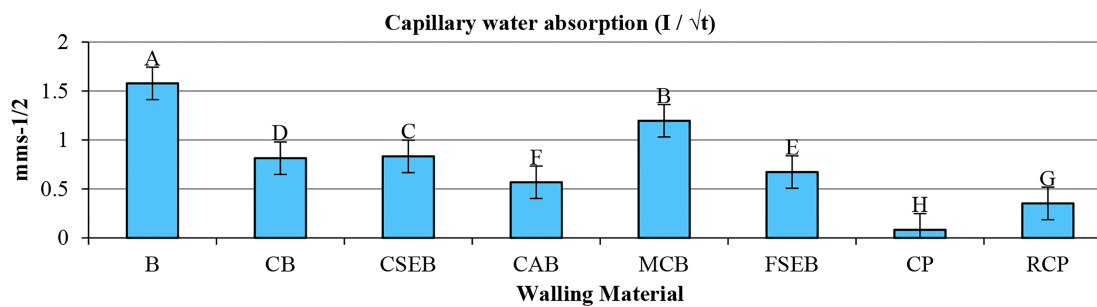 Capillary water absorption (I / √t)
2
1.5
1
0.5
0
mms-1/2
A
D
C
F
B
E
H
G
B CB CSEB CAB MCB FSEB CP RCP
Walling Material